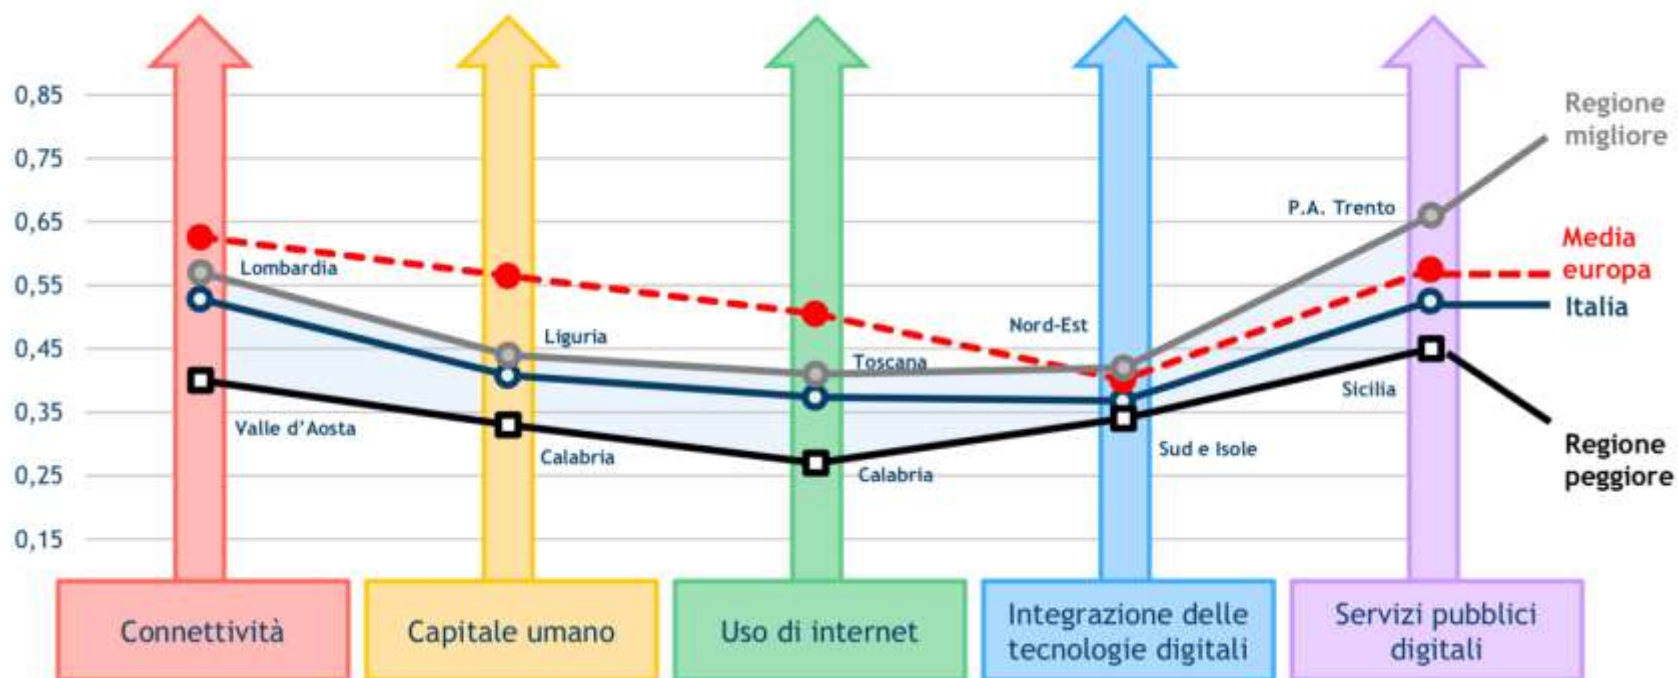 0,85
0,75
0,65
0,55
0,45
0,35
0,25
0,15
Regione
migliore
P.A. Trento
Media
europa
Lombardia
Italia
Nord-Est
Liguria
Toscana
Sicilia
Valle d'Aosta
Calabria
Sud e Isole
Calabria
Regione
peggiore
Connettività
Capitale umano
Uso di internet
Integrazione delle
tecnologie digitali
Servizi pubblici
digitali